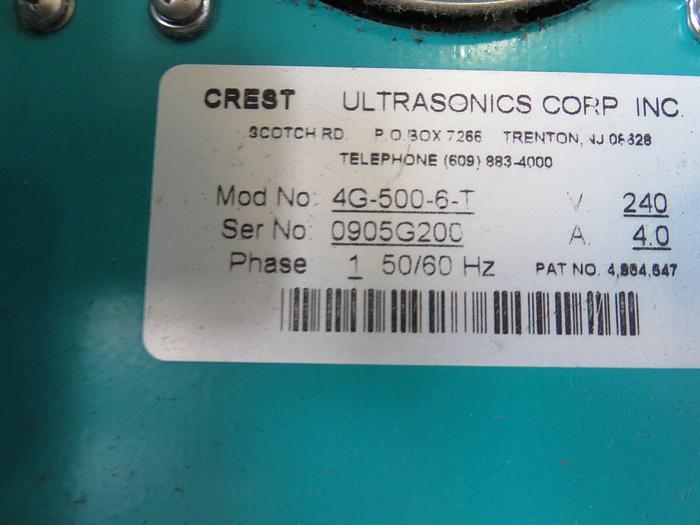 CREST ULTRASONICS CORP INC.
SCOTCH RD. P.O.BOX 7266 TRENTON, NJ 08628
TELEPHONE (609) 883-4000
Mod No: 4G-500-6-T V. 240
Ser No: 0905G200 A. 4.0
Phase 1 50/60 Hz PAT NO. 4,864,547